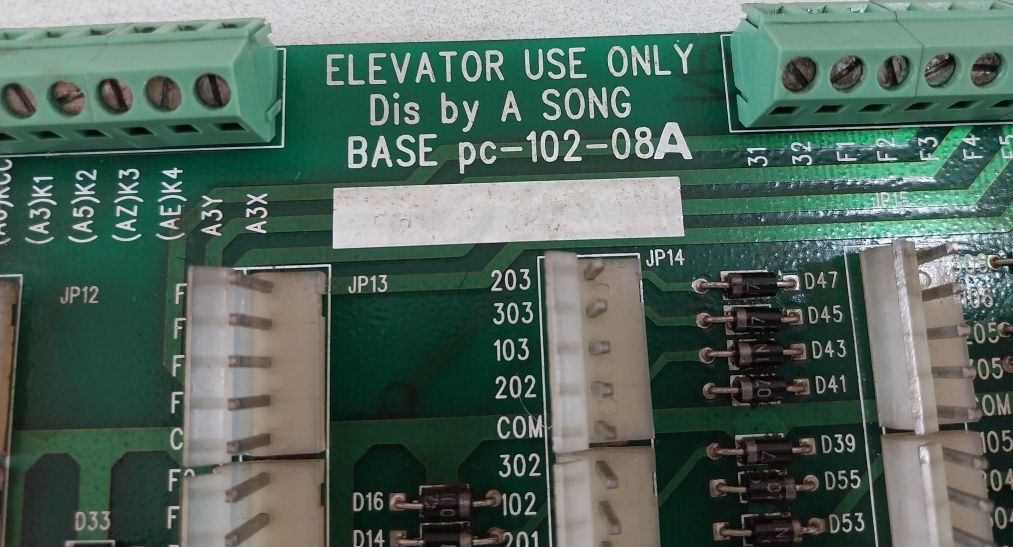 ELEVATOR USE ONLY
Dis by A SONG
BASE pc-102-08A
(A3)K1
(A5)K2
(AZ)K3
(AE)K4
A3Y
A3X
31
32
F1
F2
F3
F4
JP15
JP12
JP13
JP14
203
303
103
202
COM
302
102
201
D47
D45
D43
D41
D39
D55
D53
D16
D14
D33
F
F
F
F
C
F
F